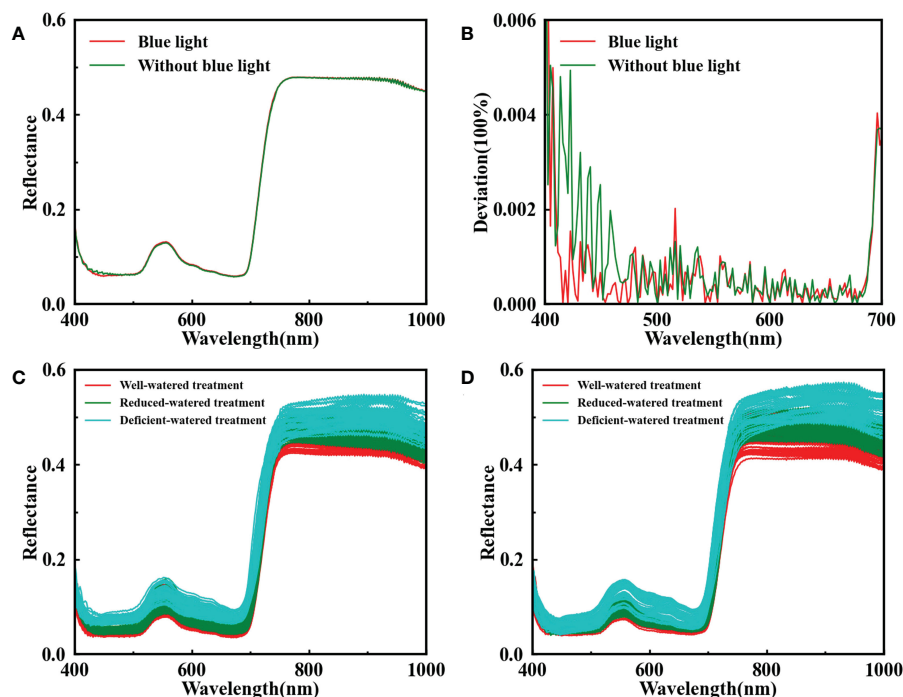 A
Blue light
Without blue light
Reflectance
0.6
0.4
0.2
0.0
400
600
800
1000
Wavelength(nm)
B
Blue light
Without blue light
Deviation(100%)
0.006
0.004
0.002
0.000
400
500
600
700
Wavelength(nm)
C
Well-watered treatment
Reduced-watered treatment
Deficient-watered treatment
Reflectance
0.6
0.4
0.2
0.0
400
600
800
1000
Wavelength(nm)
D
Well-watered treatment
Reduced-watered treatment
Deficient-watered treatment
Reflectance
0.6
0.4
0.2
0.0
400
600
800
1000
Wavelength(nm)